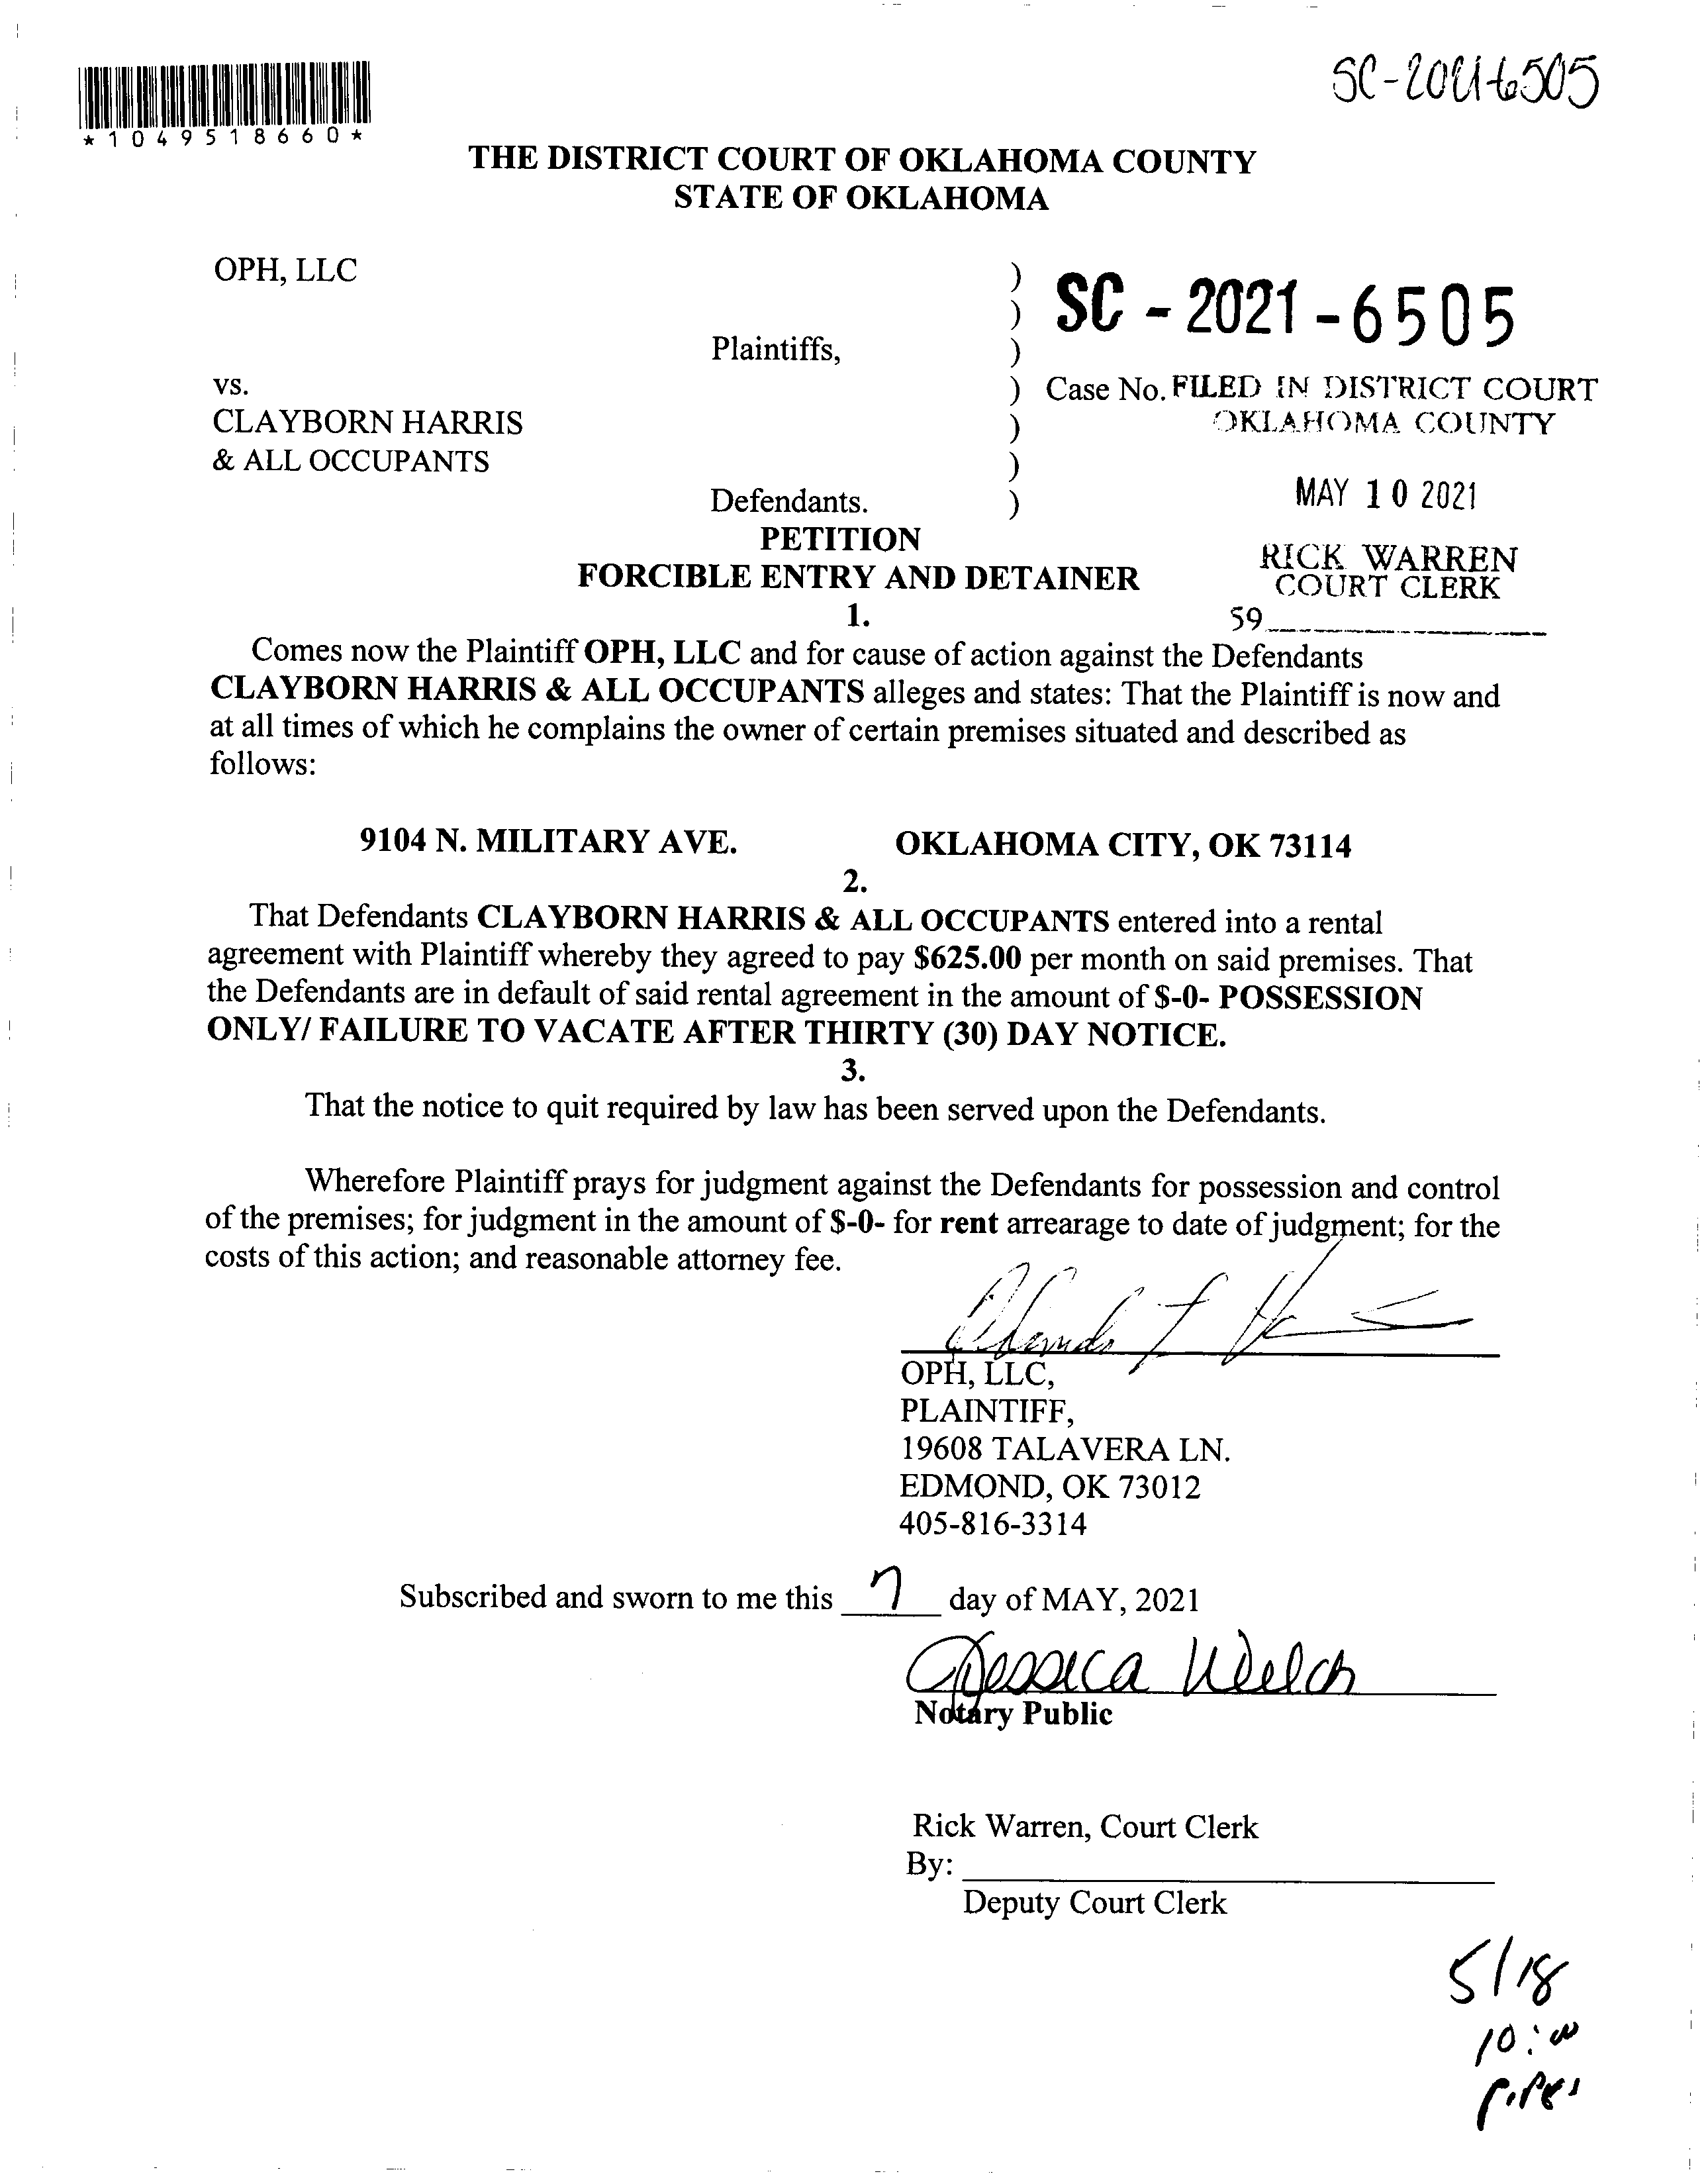 SC-2021-6505
*1049518660*
THE DISTRICT COURT OF OKLAHOMA COUNTY
STATE OF OKLAHOMA
OPH, LLC )
) SC - 2021 - 6505
Plaintiffs, )
vs. ) Case No. FILED IN DISTRICT COURT
CLAYBORN HARRIS ) OKLAHOMA COUNTY
& ALL OCCUPANTS )
Defendants. ) MAY 10 2021
PETITION
FORCIBLE ENTRY AND DETAINER
RICK WARREN
COURT CLERK
1.
59
Comes now the Plaintiff OPH, LLC and for cause of action against the Defendants
CLAYBORN HARRIS & ALL OCCUPANTS alleges and states: That the Plaintiff is now and
at all times of which he complains the owner of certain premises situated and described as
follows:
9104 N. MILITARY AVE. OKLAHOMA CITY, OK 73114
2.
That Defendants CLAYBORN HARRIS & ALL OCCUPANTS entered into a rental
agreement with Plaintiff whereby they agreed to pay $625.00 per month on said premises. That
the Defendants are in default of said rental agreement in the amount of $-0- POSSESSION
ONLY/ FAILURE TO VACATE AFTER THIRTY (30) DAY NOTICE.
3.
That the notice to quit required by law has been served upon the Defendants.
Wherefore Plaintiff prays for judgment against the Defendants for possession and control
of the premises; for judgment in the amount of $-0- for rent arrearage to date of judgment; for the
costs of this action; and reasonable attorney fee.
OPH, LLC,
PLAINTIFF,
19608 TALAVERA LN.
EDMOND, OK 73012
405-816-3314
Subscribed and sworn to me this 7 day of MAY, 2021
Jessica Welch
Notary Public
Rick Warren, Court Clerk
By:
Deputy Court Clerk
5/18
10:00